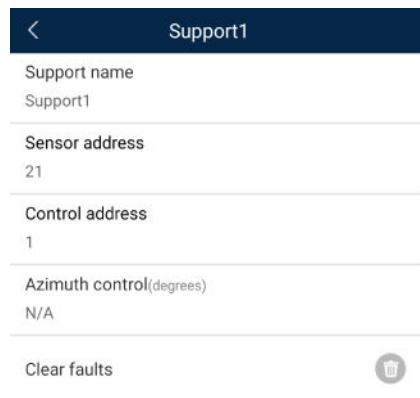 Support1
Support name
Support1
Sensor address
21
Control address
1
Azimuth control(degrees)
N/A
Clear faults